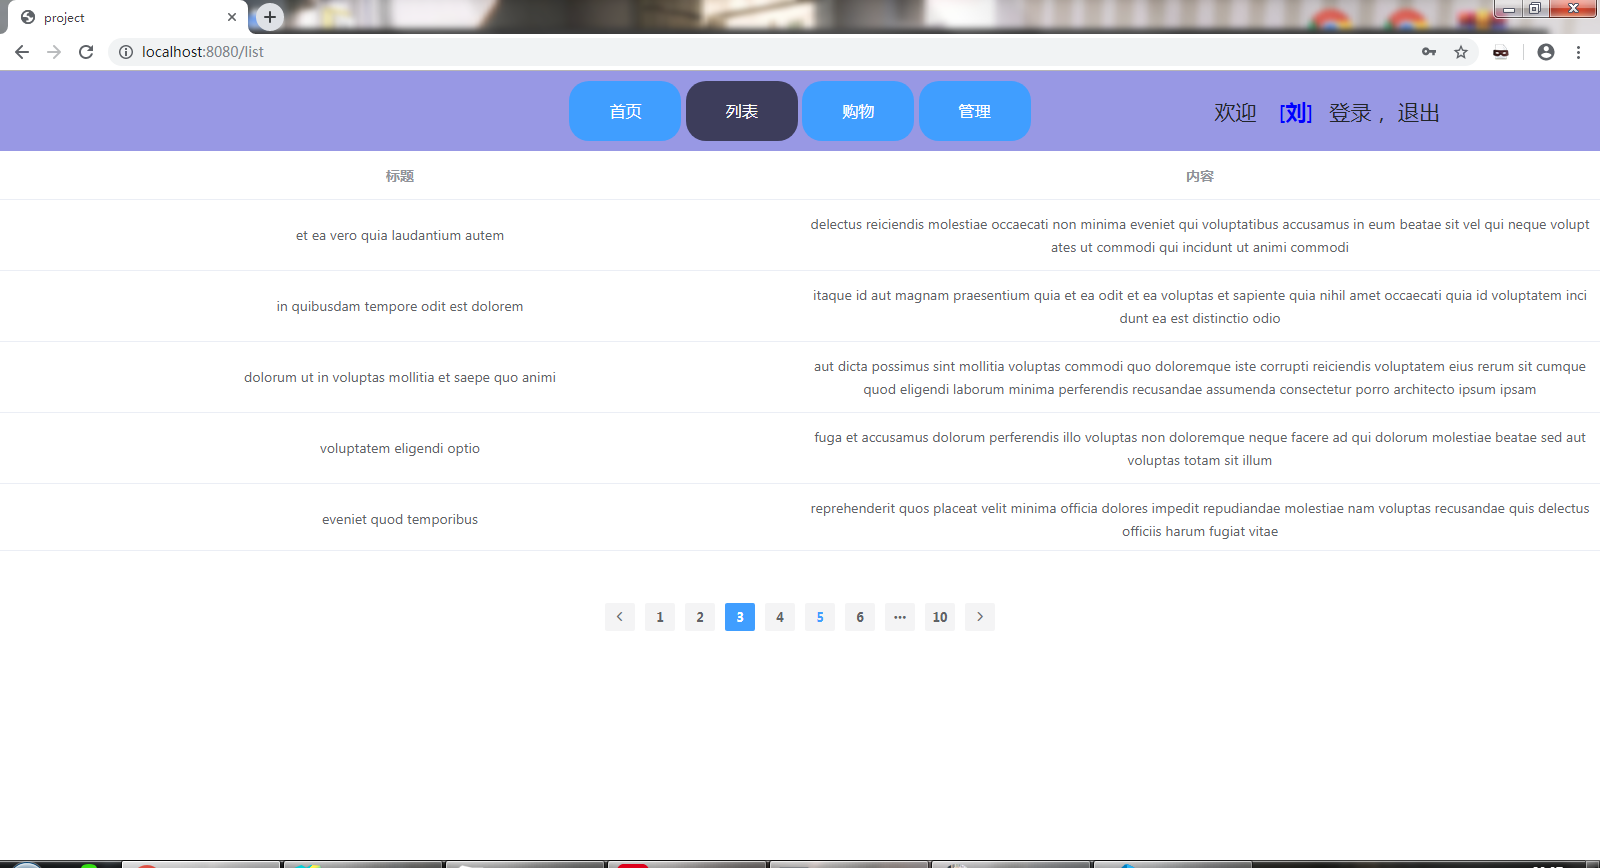 project
localhost:8080/list
首页 列表 购物 管理 欢迎 [刘] 登录， 退出
标题 内容
et ea vero quia laudantium autem
delectus reiciendis molestiae occaecati non minima eveniet qui voluptatibus accusamus in eum beatae sit vel qui neque volupt
ates ut commodi qui incidunt ut animi commodi
in quibusdam tempore odit est dolorem
itaque id aut magnam praesentium quia et ea odit et ea voluptas et sapiente quia nihil amet occaecati quia id voluptatem inci
dunt ea est distinctio odio
dolorum ut in voluptas mollitia et saepe quo animi
aut dicta possimus sint mollitia voluptas commodi quo doloremque iste corrupti reiciendis voluptatem eius rerum sit cumque
quod eligendi laborum minima perferendis recusandae assumenda consectetur porro architecto ipsum ipsam
voluptatem eligendi optio
fuga et accusamus dolorum perferendis illo voluptas non doloremque neque facere ad qui dolorum molestiae beatae sed aut
voluptas totam sit illum
eveniet quod temporibus
reprehenderit quos placeat velit minima officia dolores impedit repudiandae molestiae nam voluptas recusandae quis delectus
officiis harum fugiat vitae
1 2 3 4 5 6 ··· 10